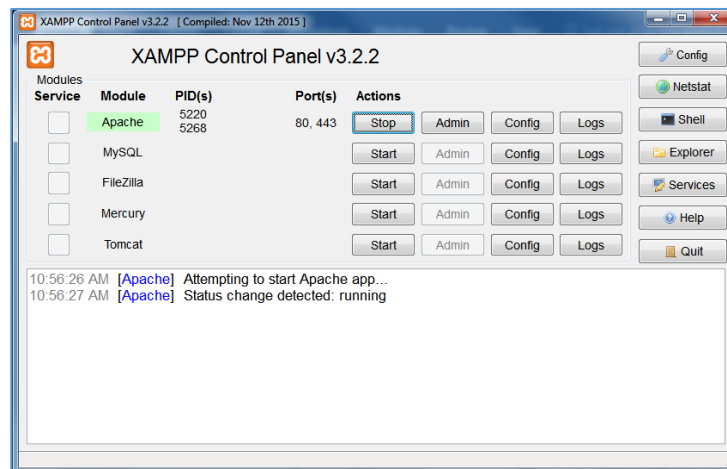 XAMPP Control Panel v3.2.2 [ Compiled: Nov 12th 2015 ]
XAMPP Control Panel v3.2.2
Config
Modules
Service Module PID(s) Port(s) Actions
Netstat
Apache 5220 80, 443 Stop Admin Config Logs
5268
Shell
MySQL Start Admin Config Logs
Explorer
FileZilla Start Admin Config Logs
Services
Mercury Start Admin Config Logs
Help
Tomcat Start Admin Config Logs
Quit
10:56:26 AM [Apache] Attempting to start Apache app...
10:56:27 AM [Apache] Status change detected: running